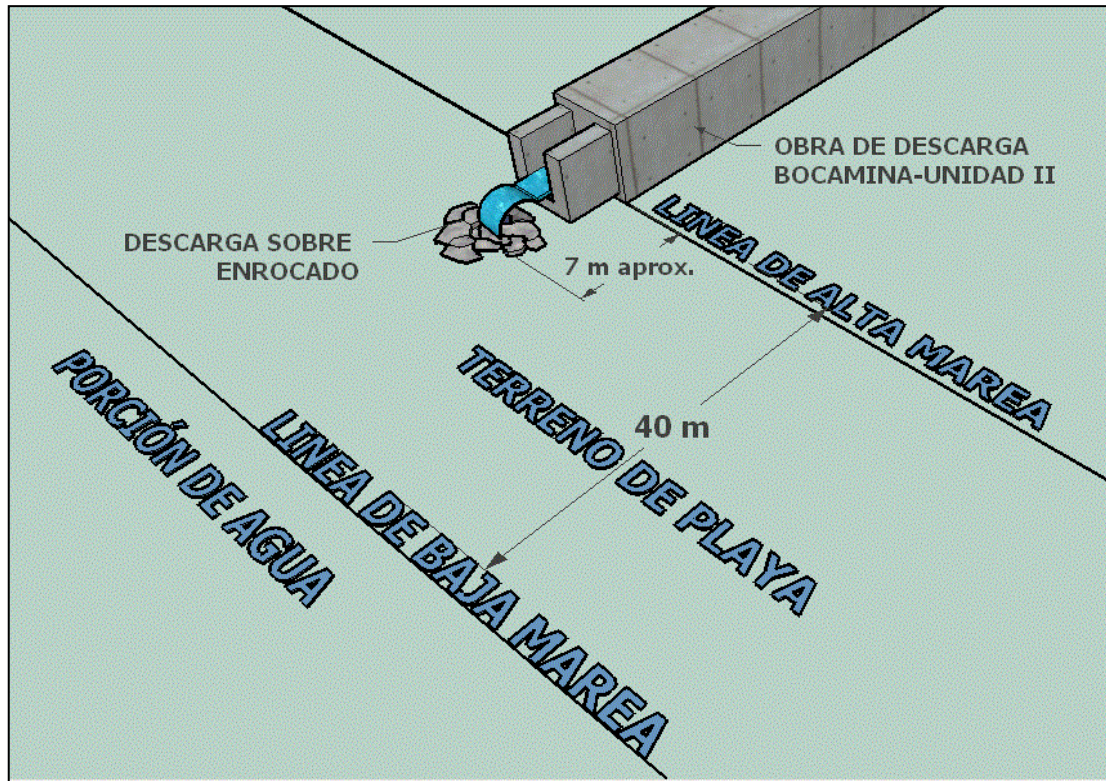 OBRA DE DESCARGA
BOCAMINA-UNIDAD II
LINEA DE ALTA MAREA
DESCARGA SOBRE
ENROCADO
7 m aprox.
TERRENO DE PLAYA
40 m
PORCIÓN DE AGUA
LINEA DE BAJA MAREA